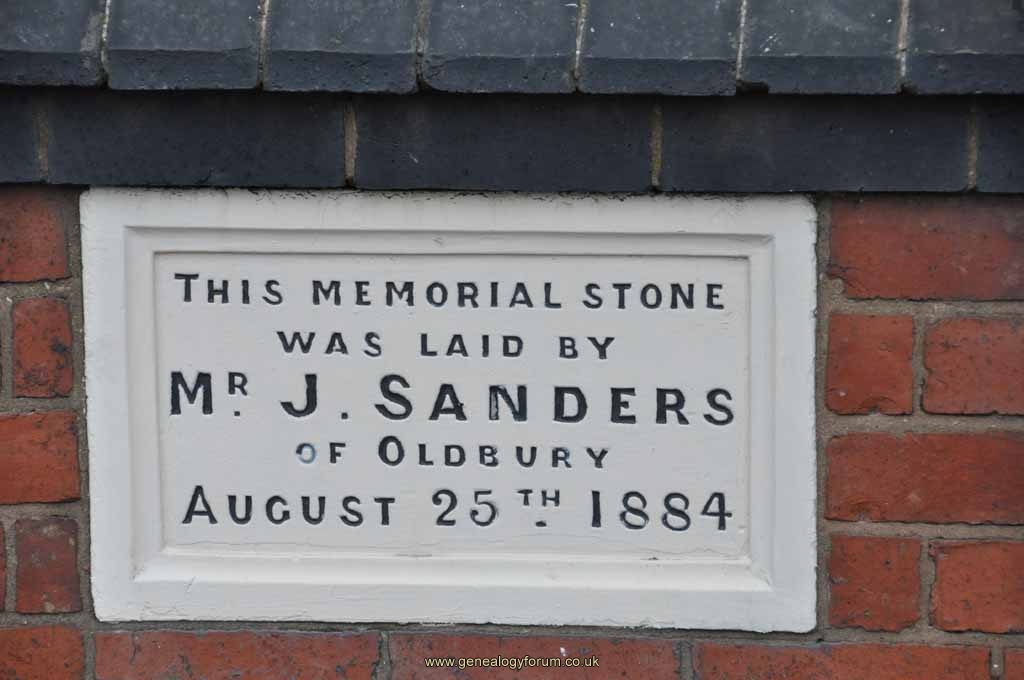 THIS MEMORIAL STONE
WAS LAID BY
MR. J. SANDERS
OF OLDBURY
AUGUST 25TH. 1884
www.genealogyforum.co.uk